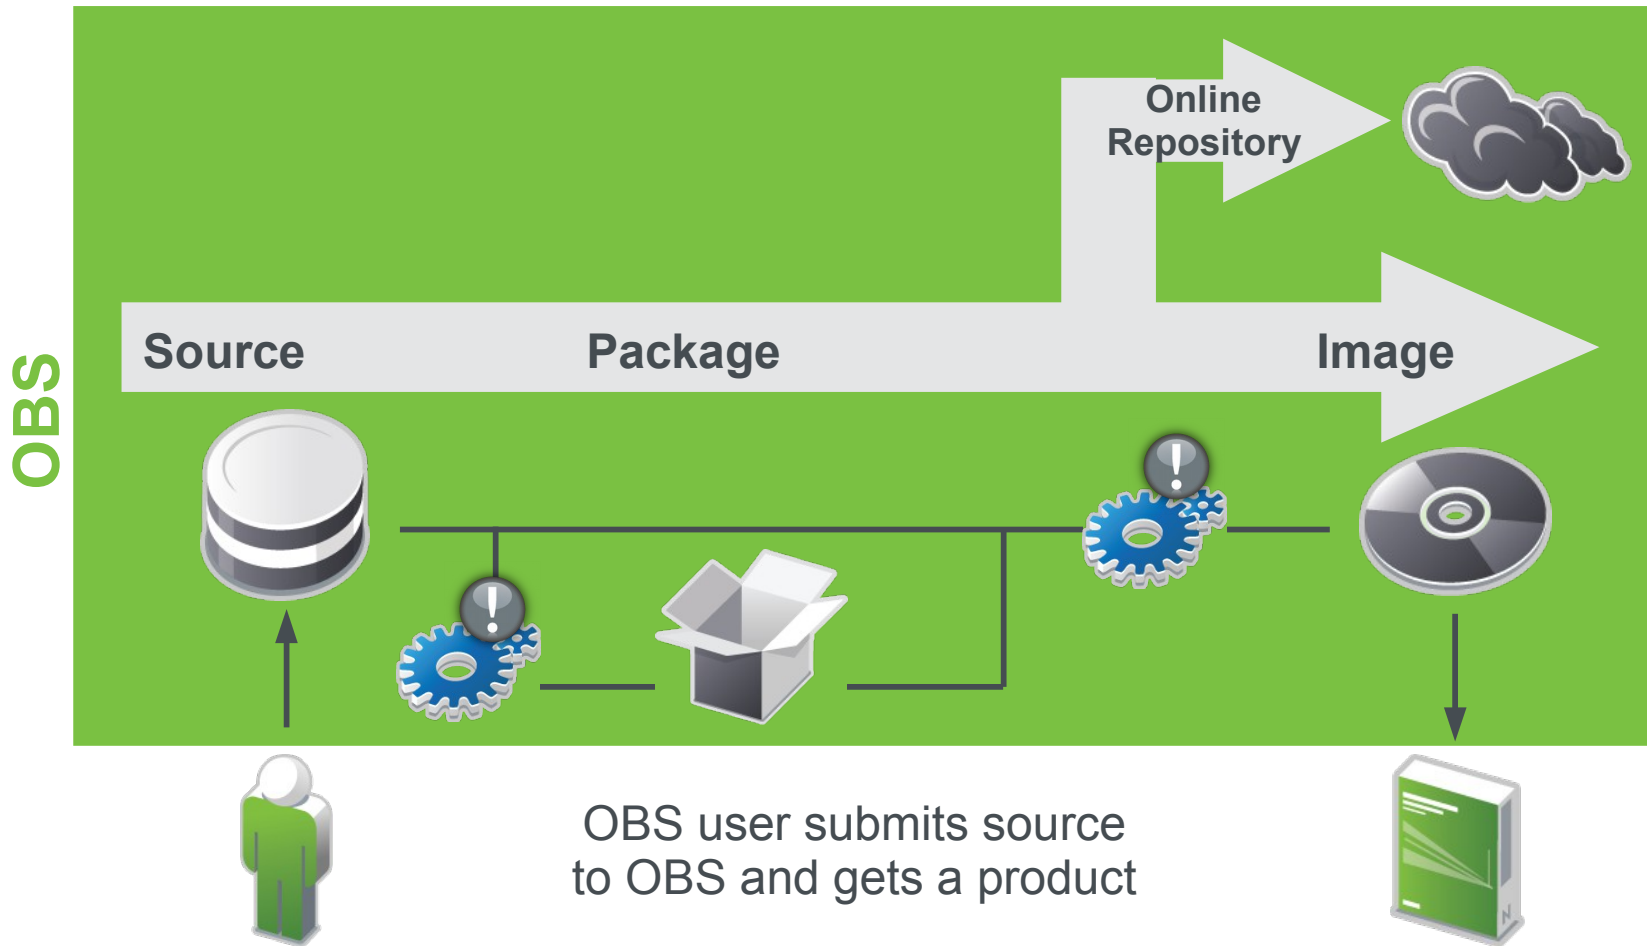 Online
Repository
Source
Package
Image
OBS
OBS user submits source
to OBS and gets a product
N